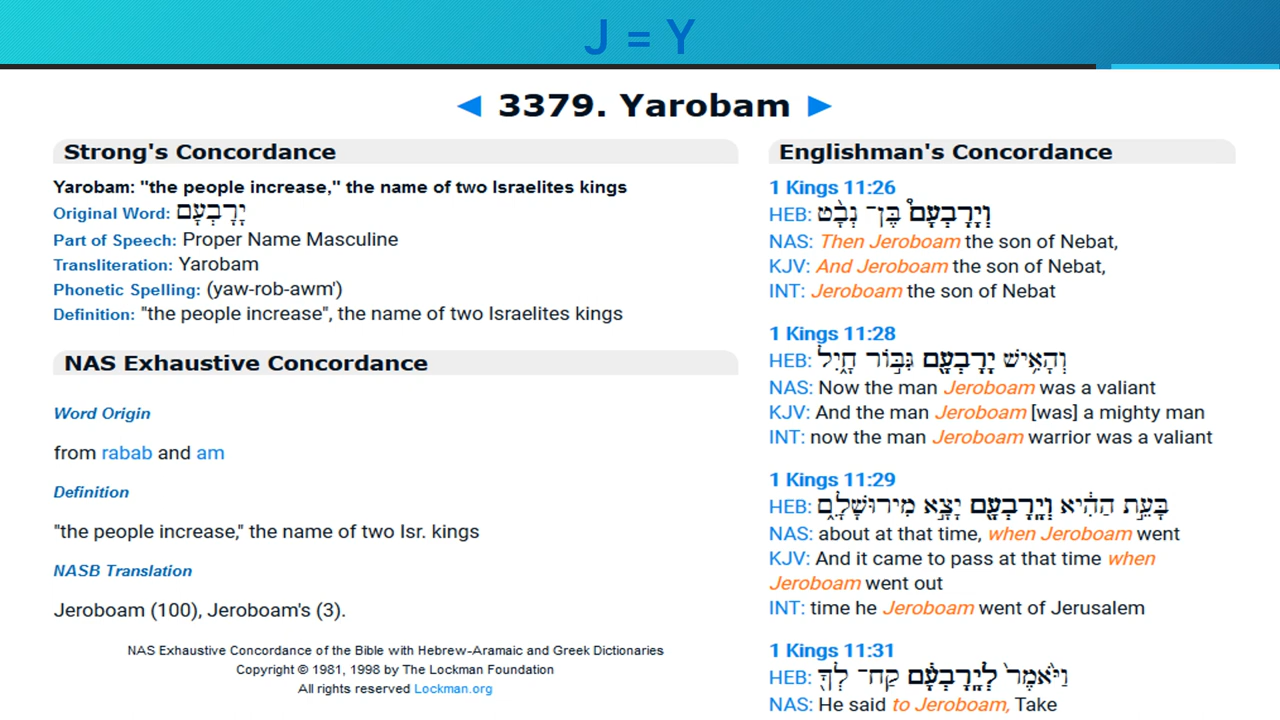 J = Y
◄ 3379. Yarobam ►
Strong's Concordance
Yarobam: "the people increase," the name of two Israelites kings
Original Word: יָרָבְעָם
Part of Speech: Proper Name Masculine
Transliteration: Yarobam
Phonetic Spelling: (yaw-rob-awm')
Definition: "the people increase", the name of two Israelites kings
NAS Exhaustive Concordance
Word Origin
from rabab and am
Definition
"the people increase," the name of two Isr. kings
NASB Translation
Jeroboam (100), Jeroboam's (3).
NAS Exhaustive Concordance of the Bible with Hebrew-Aramaic and Greek Dictionaries
Copyright © 1981, 1998 by The Lockman Foundation
All rights reserved Lockman.org
Englishman's Concordance
1 Kings 11:26
HEB: וְיָרָבְעָם֩ בֶּן־ נְבָ֨ט
NAS: Then Jeroboam the son of Nebat,
KJV: And Jeroboam the son of Nebat,
INT: Jeroboam the son of Nebat
1 Kings 11:28
HEB: וְהָאִ֥ישׁ יָרָבְעָ֖ם גִּבּ֣וֹר חָ֑יִל
NAS: Now the man Jeroboam was a valiant
KJV: And the man Jeroboam [was] a mighty man
INT: now the man Jeroboam warrior was a valiant
1 Kings 11:29
HEB: בָּעֵ֣ת הַהִ֔יא וְיָֽרָבְעָ֖ם יָצָ֣א מִירוּשָׁלִָ֑ם
NAS: about at that time, when Jeroboam went
KJV: And it came to pass at that time when
Jeroboam went out
INT: time he Jeroboam went of Jerusalem
1 Kings 11:31
HEB: וַיֹּ֙אמֶר֙ לְיָֽרָבְעָ֔ם קַח־ לְךָ֖
NAS: He said to Jeroboam, Take